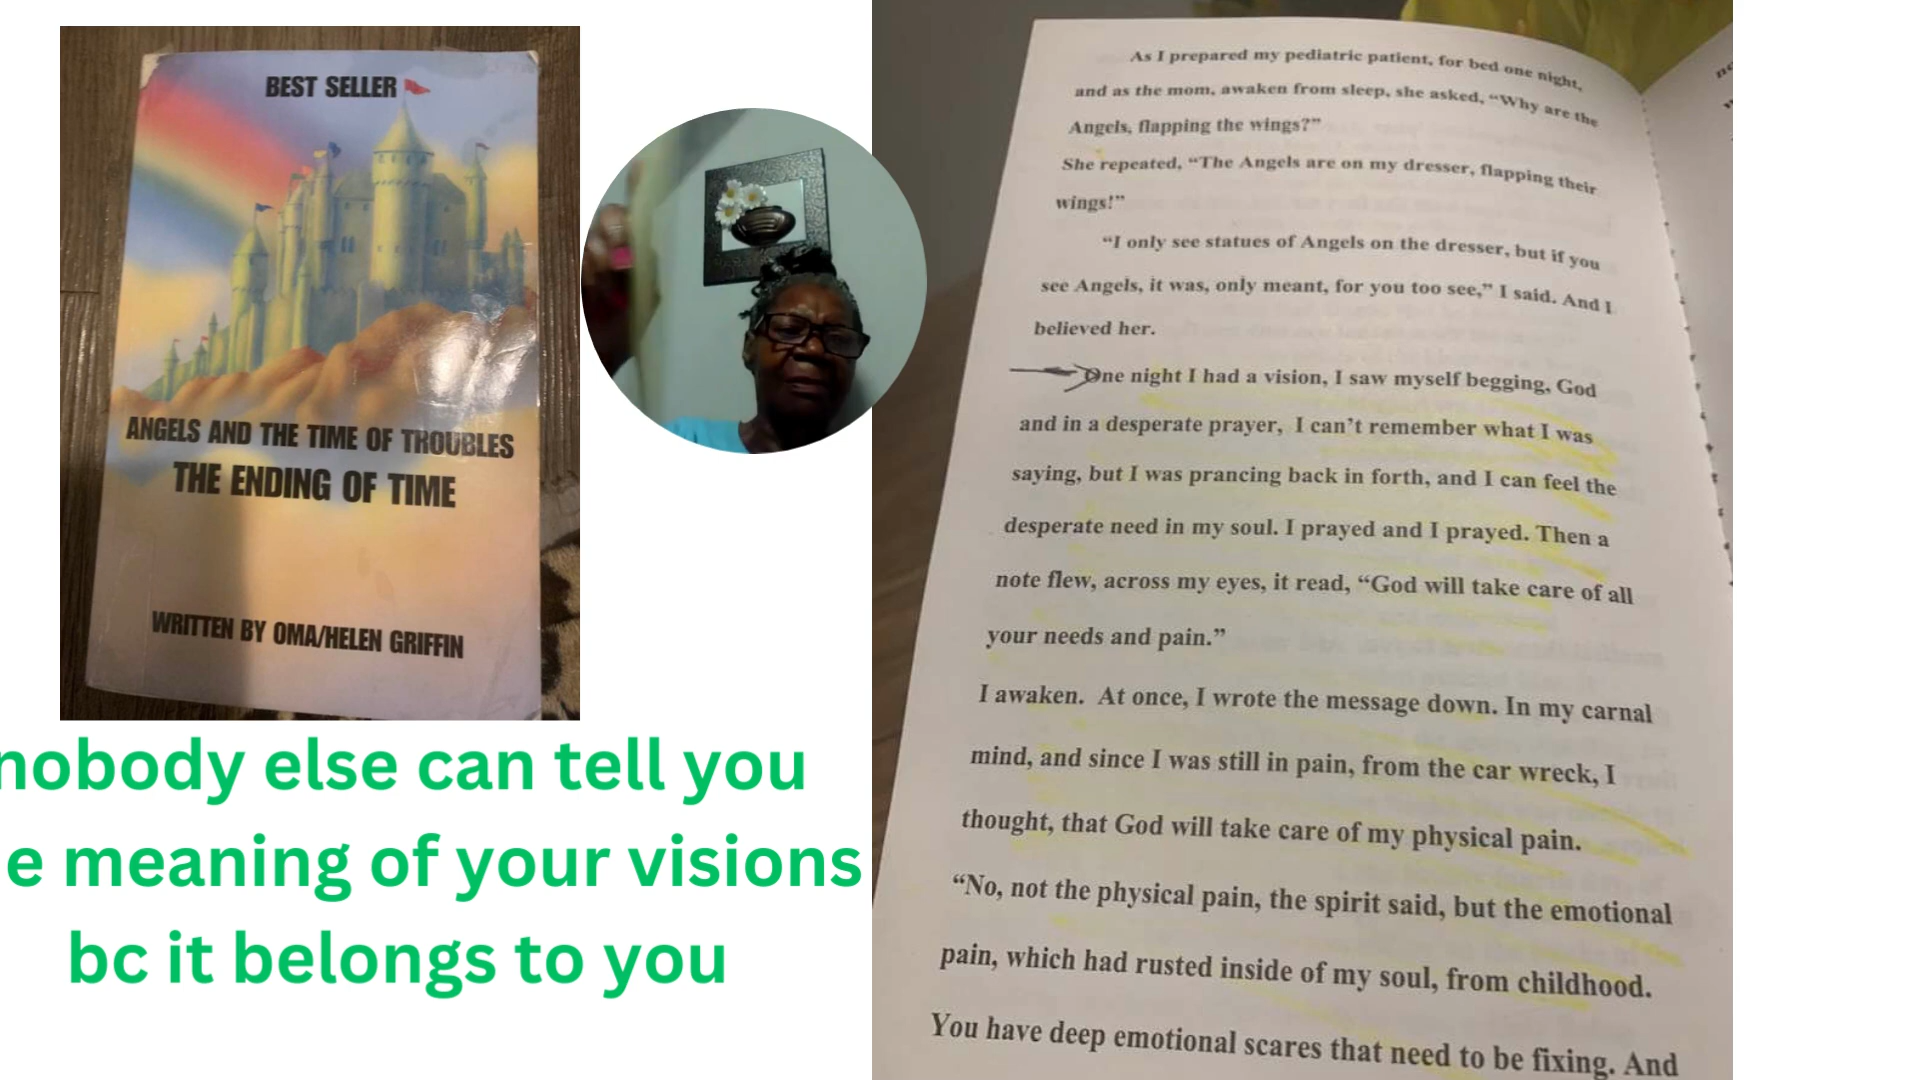 BEST SELLER
ANGELS AND THE TIME OF TROUBLES
THE ENDING OF TIME
WRITTEN BY OMA/HELEN GRIFFIN
nobody else can tell you
e meaning of your visions
bc it belongs to you
As I prepared my pediatric patient, for bed one night,
and as the mom, awaken from sleep, she asked, “Why are the
Angels, flapping the wings?”
She repeated, “The Angels are on my dresser, flapping their
wings!”
“I only see statues of Angels on the dresser, but if you
see Angels, it was, only meant, for you too see,” I said. And I
believed her.
One night I had a vision, I saw myself begging, God
and in a desperate prayer, I can’t remember what I was
saying, but I was prancing back in forth, and I can feel the
desperate need in my soul. I prayed and I prayed. Then a
note flew, across my eyes, it read, “God will take care of all
your needs and pain.”
I awaken. At once, I wrote the message down. In my carnal
mind, and since I was still in pain, from the car wreck, I
thought, that God will take care of my physical pain.
“No, not the physical pain, the spirit said, but the emotional
pain, which had rusted inside of my soul, from childhood.
You have deep emotional scares that need to be fixing. And